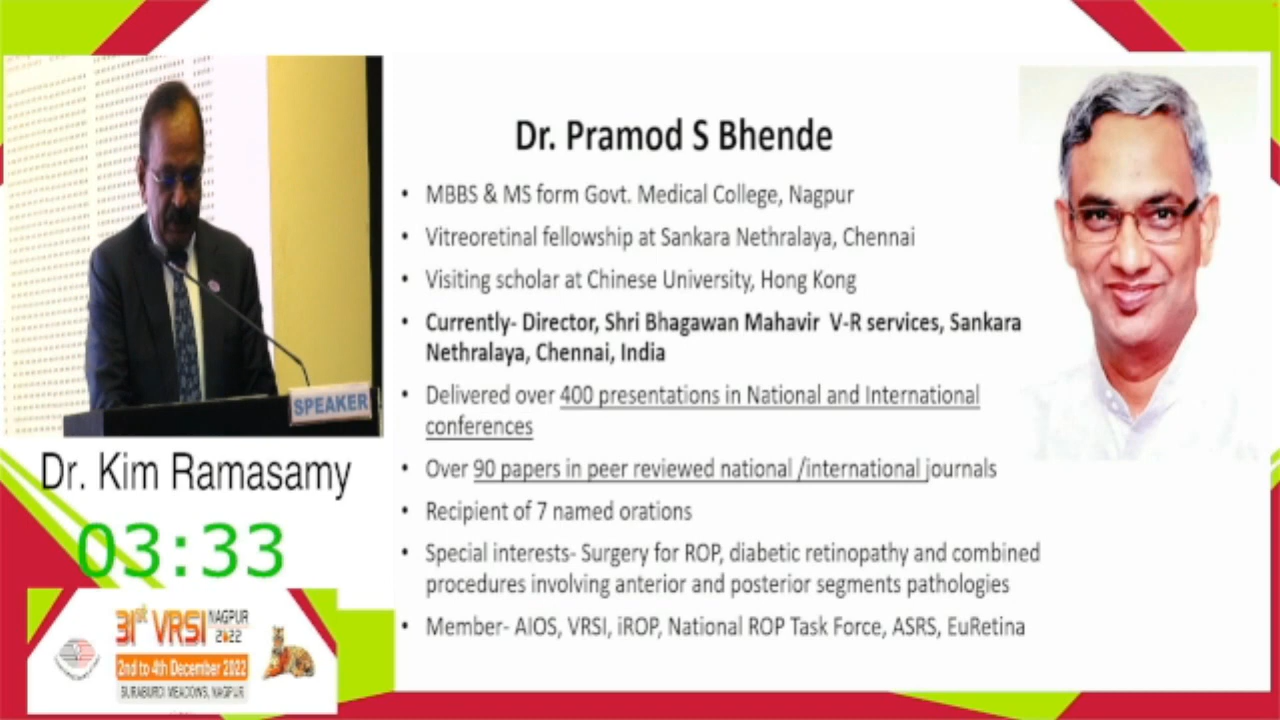 Dr. Pramod S Bhende
• MBBS & MS form Govt. Medical College, Nagpur
• Vitreoretinal fellowship at Sankara Nethralaya, Chennai
• Visiting scholar at Chinese University, Hong Kong
• Currently- Director, Shri Bhagawan Mahavir V-R services, Sankara
Nethralaya, Chennai, India
• Delivered over 400 presentations in National and International
conferences
• Over 90 papers in peer reviewed national /international journals
• Recipient of 7 named orations
• Special interests- Surgery for ROP, diabetic retinopathy and combined
procedures involving anterior and posterior segments pathologies
• Member- AIOS, VRSI, iROP, National ROP Task Force, ASRS, EuRetina
SPEAKER
Dr. Kim Ramasamy
03:33
31st VRSI NAGPUR
2022
2nd to 4th December 2022
SURABURDI MEADOWS, NAGPUR